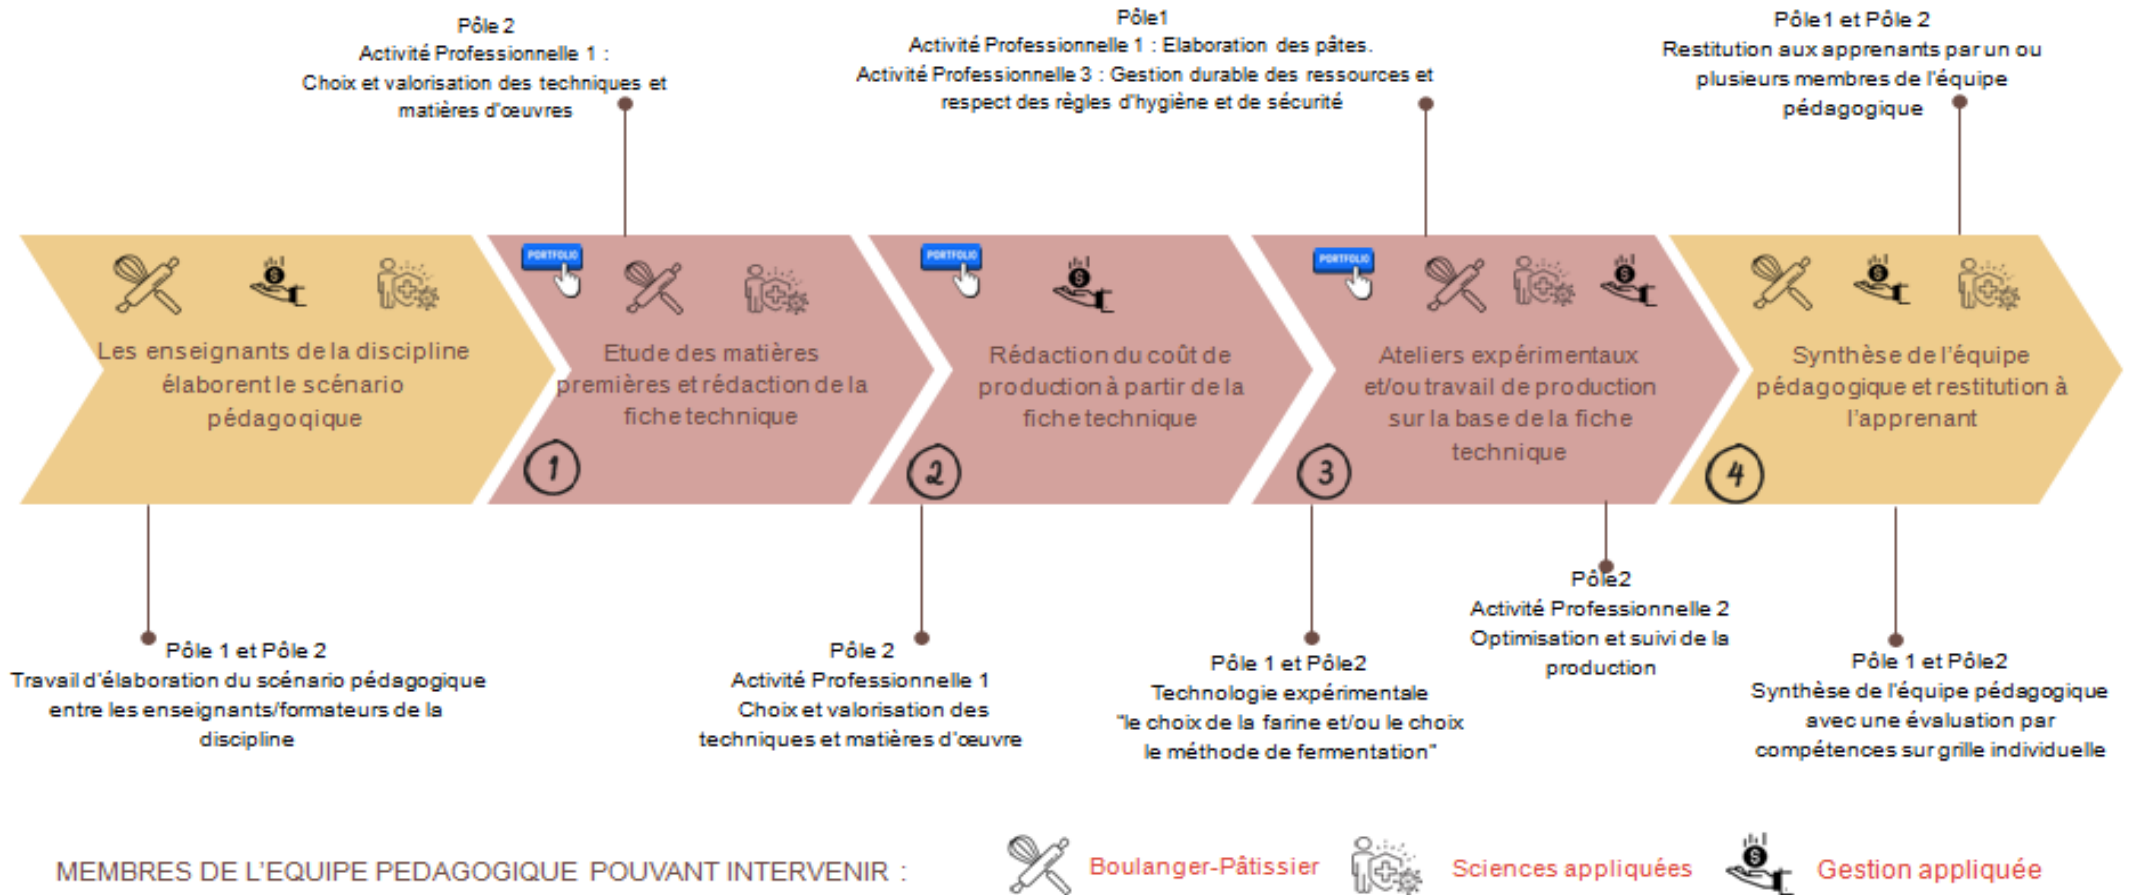 Pôle 2
Activité Professionnelle 1 :
Choix et valorisation des techniques et
matières d'œuvres
Pôle1
Activité Professionnelle 1 : Elaboration des pâtes.
Activité Professionnelle 3 : Gestion durable des ressources et
respect des règles d'hygiène et de sécurité
Pôle1 et Pôle 2
Restitution aux apprenants par un ou
plusieurs membres de l'équipe
pédagogique
Les enseignants de la discipline
élaborent le scénario
pédagogique
PORTFOLIO
Etude des matières
premières et rédaction de la
fiche technique
1
PORTFOLIO
Rédaction du coût de
production à partir de la
fiche technique
2
PORTFOLIO
Ateliers expérimentaux
et/ou travail de production
sur la base de la fiche
technique
3
Synthèse de l'équipe
pédagogique et restitution à
l'apprenant
4
Pôle 1 et Pôle 2
Travail d'élaboration du scénario pédagogique
entre les enseignants/formateurs de la
discipline
Pôle 2
Activité Professionnelle 1
Choix et valorisation des
techniques et matières d'œuvre
Pôle 1 et Pôle2
Technologie expérimentale
"le choix de la farine et/ou le choix
le méthode de fermentation"
Pôle2
Activité Professionnelle 2
Optimisation et suivi de la
production
Pôle 1 et Pôle2
Synthèse de l'équipe pédagogique
avec une évaluation par
compétences sur grille individuelle
MEMBRES DE L'EQUIPE PEDAGOGIQUE POUVANT INTERVENIR :
Boulanger-Pâtissier
Sciences appliquées
Gestion appliquée